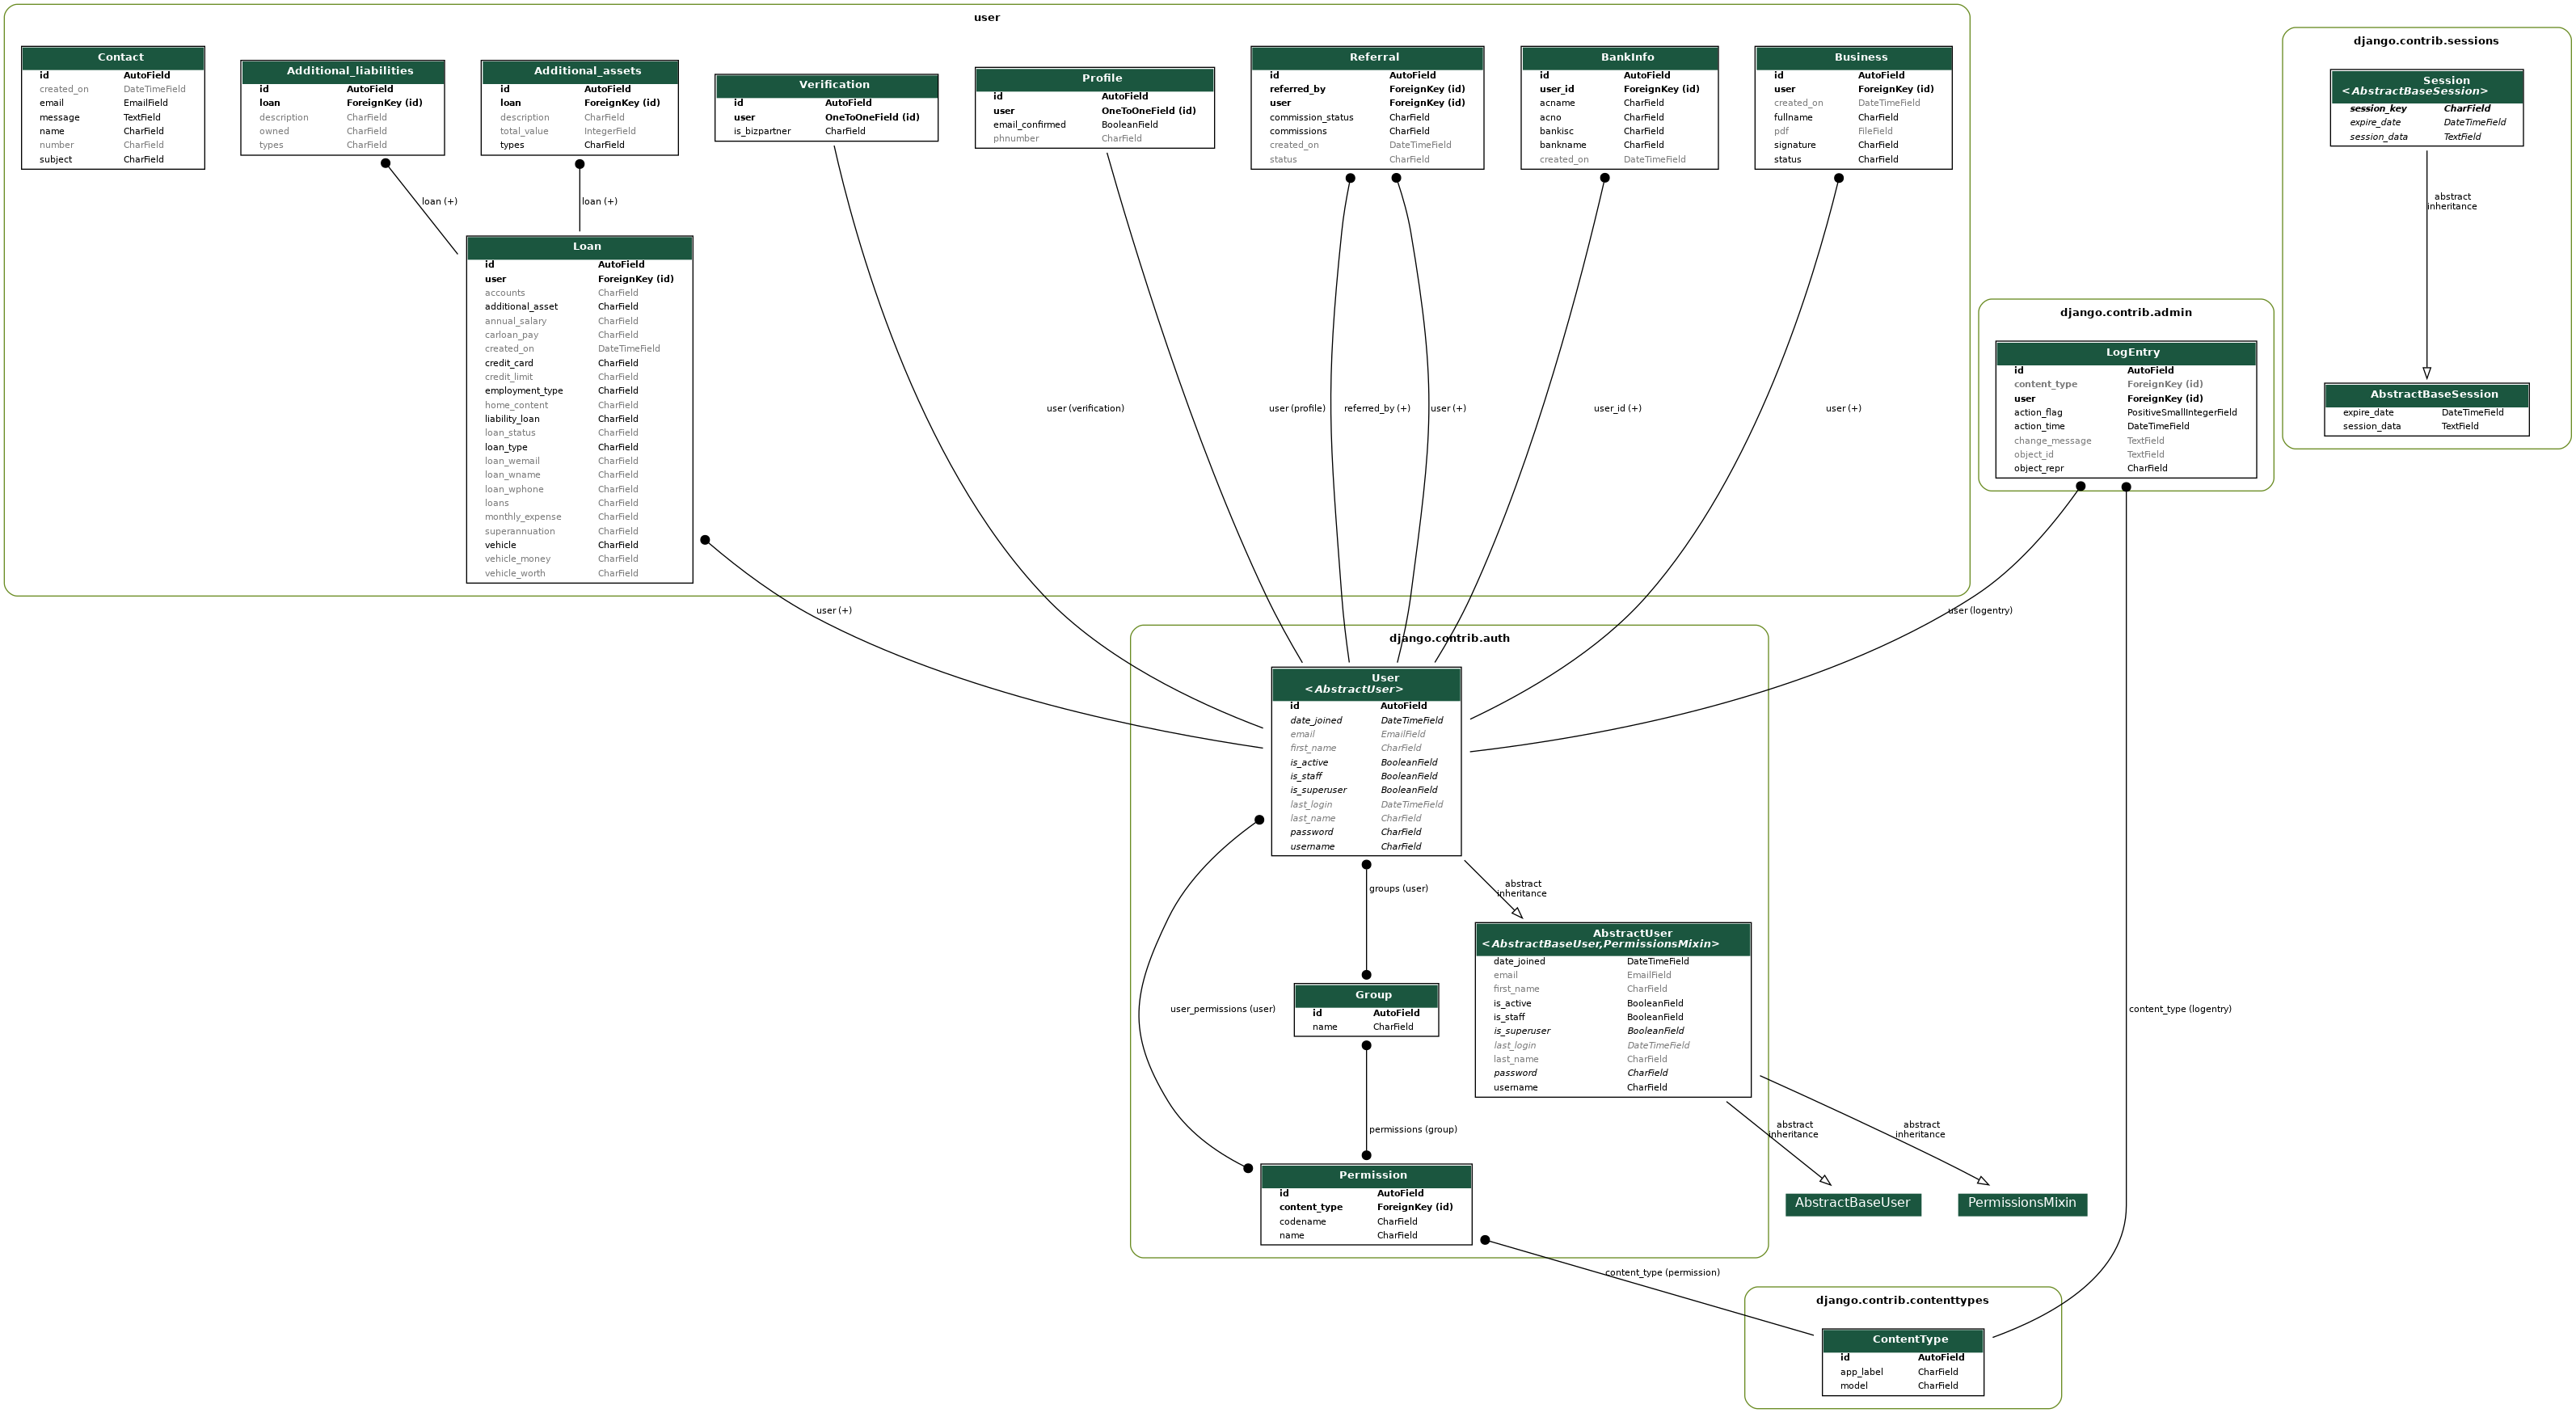 user
Contact
id AutoField
created_on DateTimeField
email EmailField
message TextField
name CharField
number CharField
subject CharField
Additional_liabilities
id AutoField
loan ForeignKey (id)
description CharField
owned CharField
types CharField
Additional_assets
id AutoField
loan ForeignKey (id)
description CharField
total_value IntegerField
types CharField
Verification
id AutoField
user OneToOneField (id)
is_bizpartner CharField
Profile
id AutoField
user OneToOneField (id)
email_confirmed BooleanField
phnumber CharField
Referral
id AutoField
referred_by ForeignKey (id)
user ForeignKey (id)
commission_status CharField
commissions CharField
created_on DateTimeField
status CharField
BankInfo
id AutoField
user_id ForeignKey (id)
acname CharField
acno CharField
bankisc CharField
bankname CharField
created_on DateTimeField
Business
id AutoField
user ForeignKey (id)
created_on DateTimeField
fullname CharField
pdf FileField
signature CharField
status CharField
loan (+)
loan (+)
Loan
id AutoField
user ForeignKey (id)
accounts CharField
additional_asset CharField
annual_salary CharField
carloan_pay CharField
created_on DateTimeField
credit_card CharField
credit_limit CharField
employment_type CharField
home_content CharField
liability_loan CharField
loan_status CharField
loan_type CharField
loan_wemail CharField
loan_wname CharField
loan_wphone CharField
loans CharField
monthly_expense CharField
superannuation CharField
vehicle CharField
vehicle_money CharField
vehicle_worth CharField
user (verification)
user (profile)
referred_by (+)
user (+)
user_id (+)
user (+)
django.contrib.sessions
Session
<AbstractBaseSession>
session_key CharField
expire_date DateTimeField
session_data TextField
abstract
inheritance
AbstractBaseSession
expire_date DateTimeField
session_data TextField
django.contrib.admin
LogEntry
id AutoField
content_type ForeignKey (id)
user ForeignKey (id)
action_flag PositiveSmallIntegerField
action_time DateTimeField
change_message TextField
object_id TextField
object_repr CharField
user (+)
user (logentry)
django.contrib.auth
User
<AbstractUser>
id AutoField
date_joined DateTimeField
email EmailField
first_name CharField
is_active BooleanField
is_staff BooleanField
is_superuser BooleanField
last_login DateTimeField
last_name CharField
password CharField
username CharField
groups (user)
abstract
inheritance
AbstractUser
<AbstractBaseUser,PermissionsMixin>
date_joined DateTimeField
email EmailField
first_name CharField
is_active BooleanField
is_staff BooleanField
is_superuser BooleanField
last_login DateTimeField
last_name CharField
password CharField
username CharField
user_permissions (user)
Group
id AutoField
name CharField
content_type (logentry)
permissions (group)
abstract
inheritance
abstract
inheritance
Permission
id AutoField
content_type ForeignKey (id)
codename CharField
name CharField
AbstractBaseUser
PermissionsMixin
content_type (permission)
django.contrib.contenttypes
ContentType
id AutoField
app_label CharField
model CharField